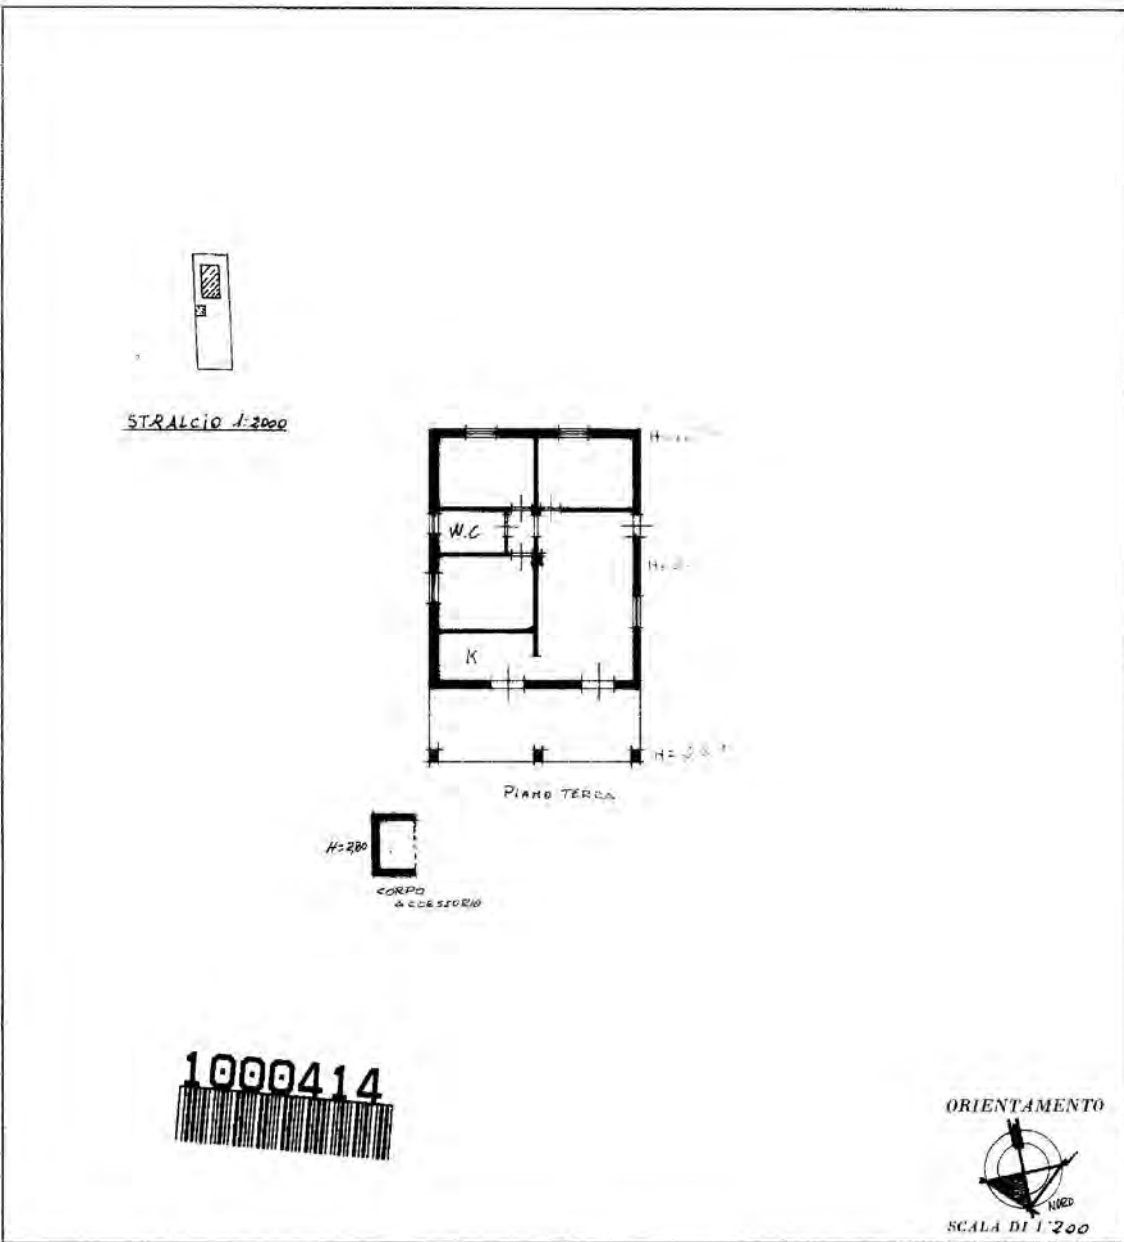 STRALCIO 1:2000
W.C
K
PIANO TERRA
H=2,80
CORPO
ACCESSORIO
1000414
ORIENTAMENTO
NORD
SCALA DI 1:200